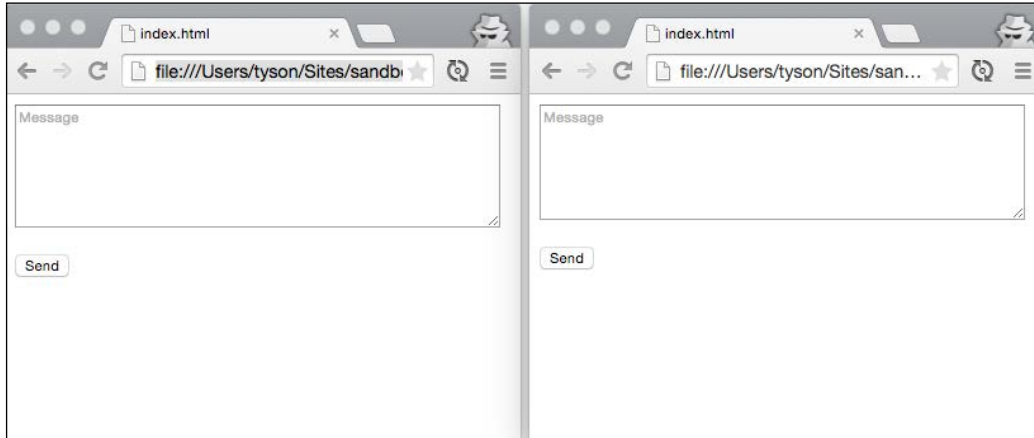 index.html
file:///Users/tyson/Sites/sandb
Message
Send
index.html
file:///Users/tyson/Sites/san...
Message
Send